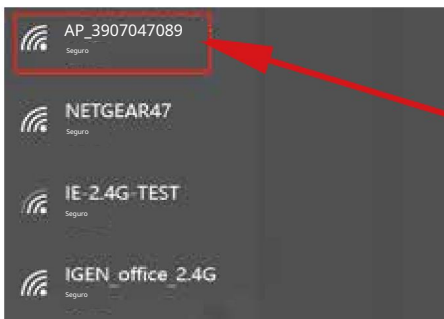 AP_3907047089
Seguro
NETGEAR47
Seguro
IE-2.4G-TEST
Seguro
IGEN_office_2.4G
Seguro